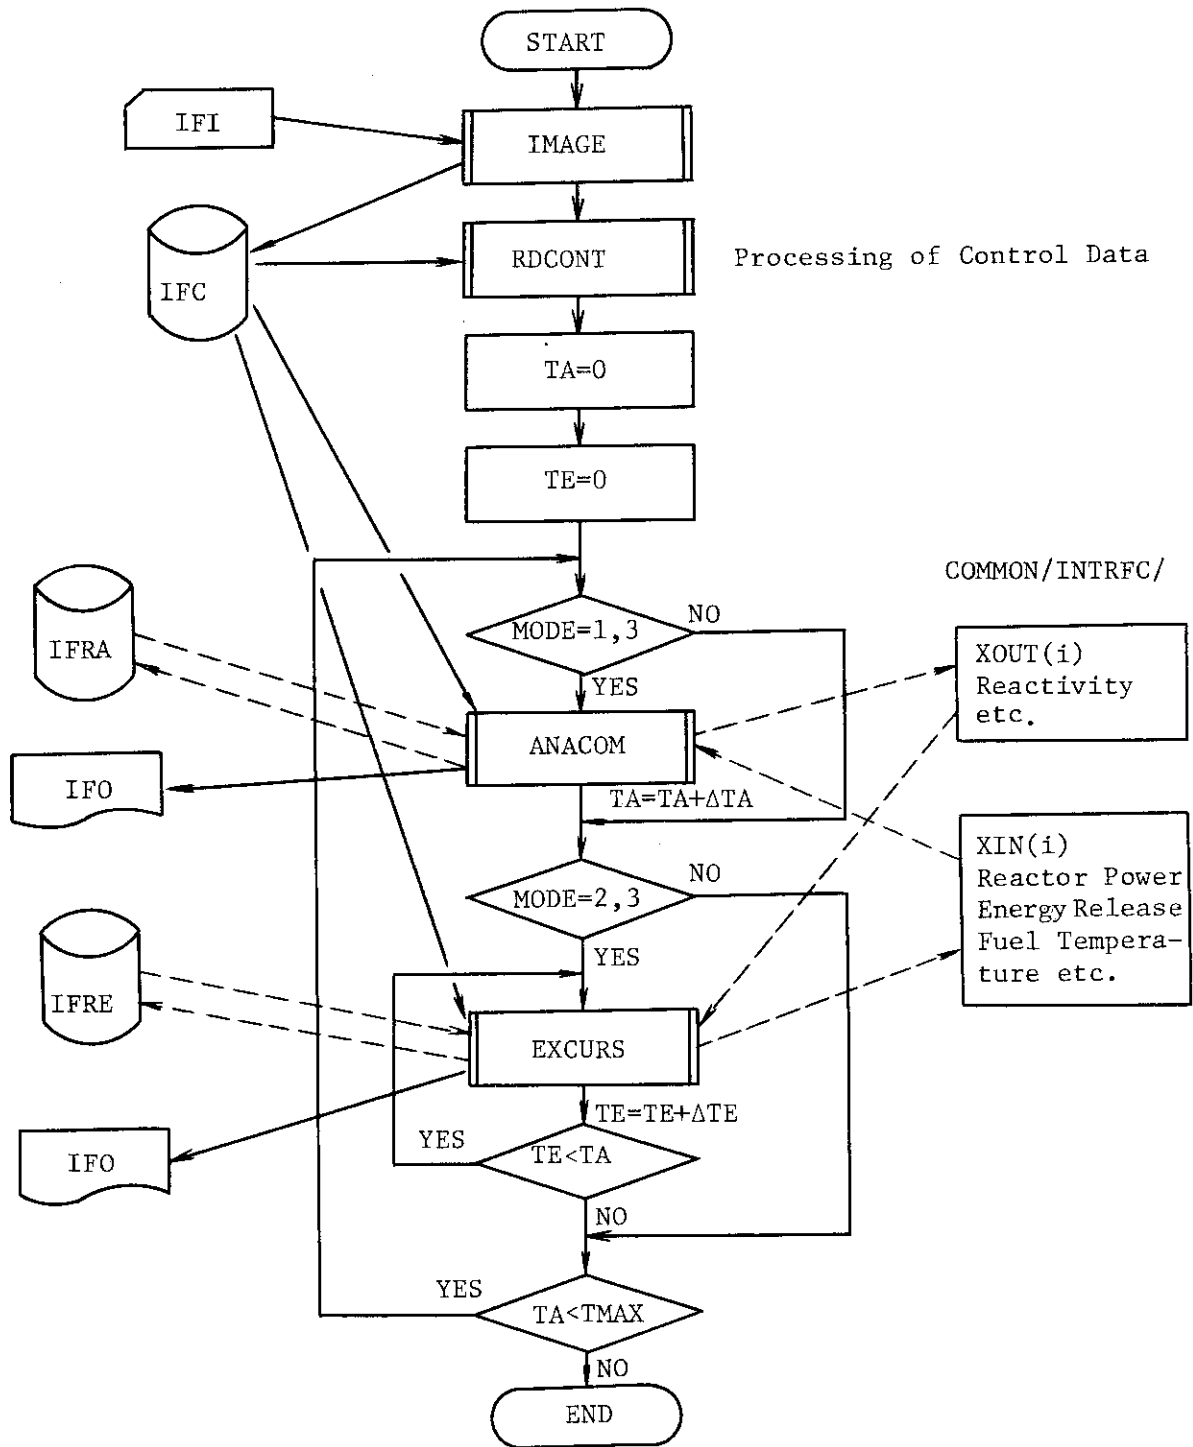 START
IFI
IMAGE
IFC
RDCONT
Processing of Control Data
TA=0
TE=0
COMMON/INTRFC/
MODE=1,3
NO
YES
IFRA
XOUT(i)
Reactivity
etc.
ANACOM
IFO
TA=TA+ΔTA
XIN(i)
Reactor Power
Energy Release
Fuel Tempera-
ture etc.
MODE=2,3
NO
YES
IFRE
EXCURS
TE=TE+ΔTE
YES
TE<TA
IFO
NO
YES
TA<TMAX
NO
END